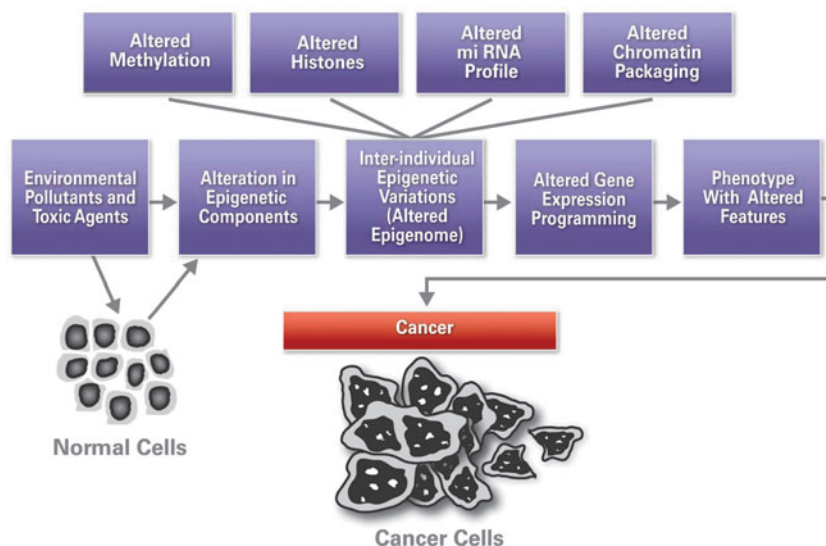 Altered
Methylation
Altered
Histones
Altered
mi RNA
Profile
Altered
Chromatin
Packaging
Environmental
Pollutants and
Toxic Agents
Alteration in
Epigenetic
Components
Inter-individual
Epigenetic
Variations
(Altered
Epigenome)
Altered Gene
Expression
Programming
Phenotype
With Altered
Features
Cancer
Normal Cells
Cancer Cells